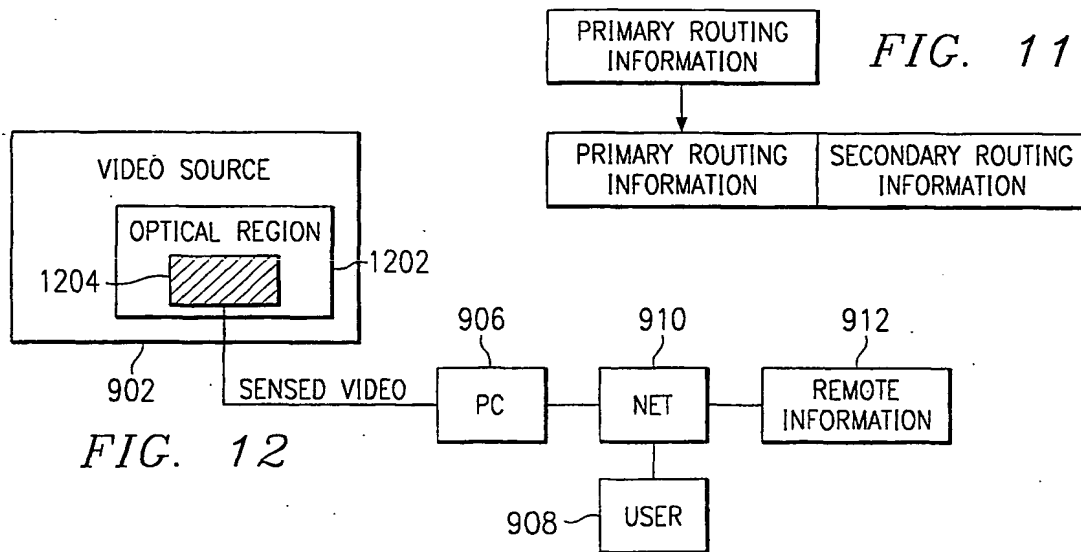 PRIMARY ROUTING
INFORMATION
FIG. 11
PRIMARY ROUTING
INFORMATION
SECONDARY ROUTING
INFORMATION
VIDEO SOURCE
OPTICAL REGION
1204
1202
902
SENSED VIDEO
906
PC
910
NET
912
REMOTE
INFORMATION
908
USER
FIG. 12